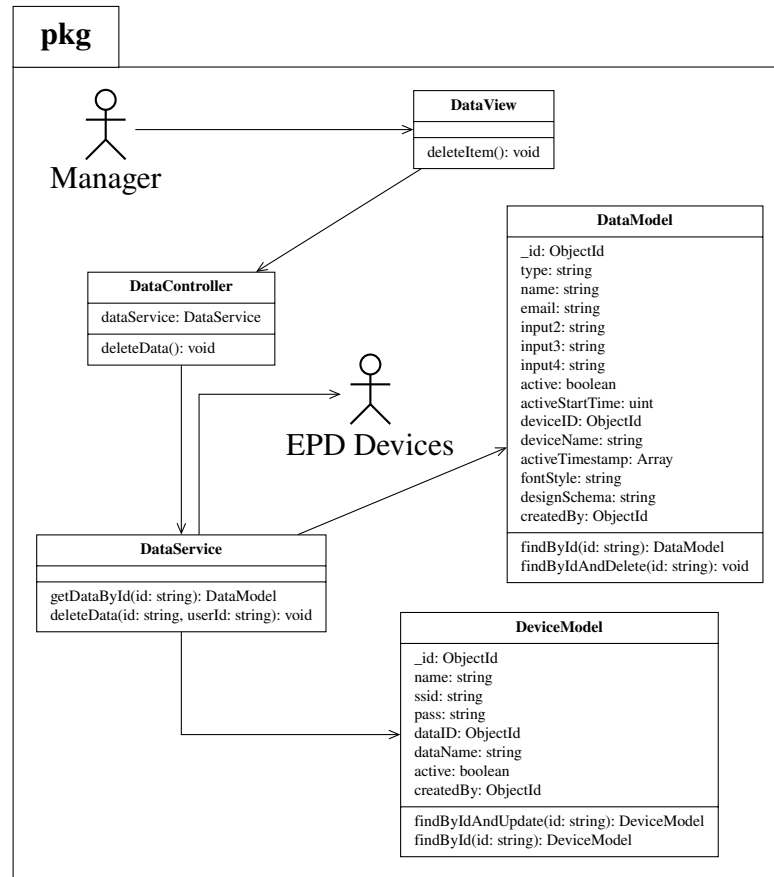 pkg
Manager
DataView
deleteItem(): void
DataController
dataService: DataService
deleteData(): void
EPD Devices
DataModel
_id: ObjectId
type: string
name: string
email: string
input2: string
input3: string
input4: string
active: boolean
activeStartTime: uint
deviceID: ObjectId
deviceName: string
activeTimestamp: Array
fontStyle: string
designSchema: string
createdBy: ObjectId
findById(id: string): DataModel
findByIdAndDelete(id: string): void
DataService
getDataById(id: string): DataModel
deleteData(id: string, userId: string): void
DeviceModel
_id: ObjectId
name: string
ssid: string
pass: string
dataID: ObjectId
dataName: string
active: boolean
createdBy: ObjectId
findByIdAndUpdate(id: string): DeviceModel
findById(id: string): DeviceModel